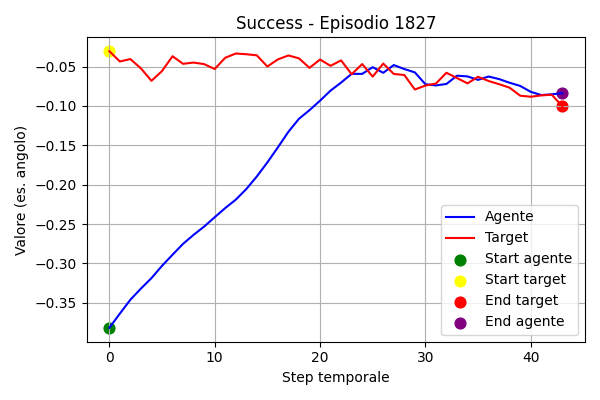 Success - Episodio 1827
Valore (es. angolo)
−0.05
−0.10
−0.15
−0.20
−0.25
−0.30
−0.35
Agente
Target
Start agente
Start target
End target
End agente
0 10 20 30 40
Step temporale